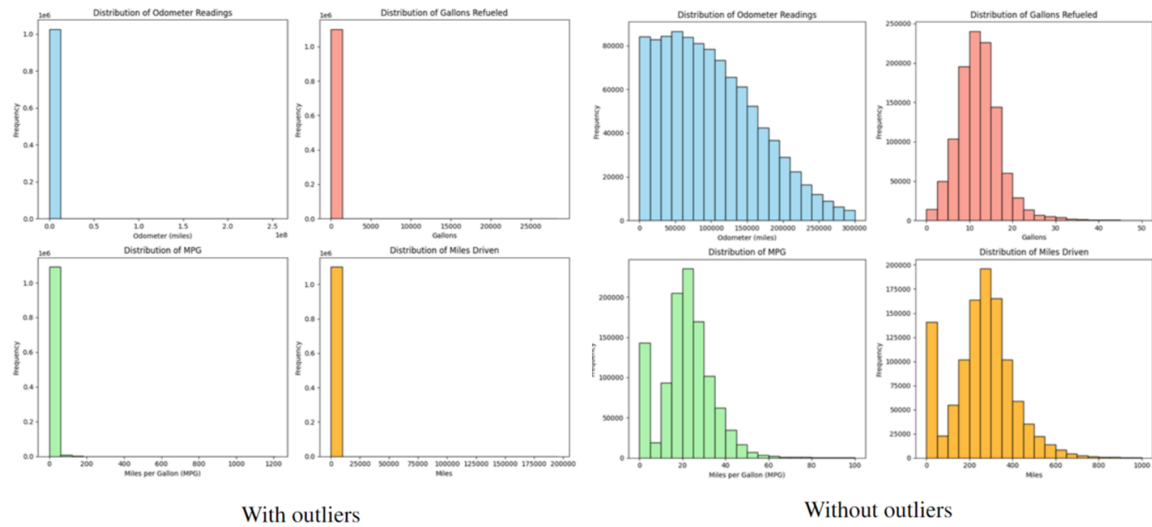 Distribution of Odometer Readings
1e6
Frequency
1.0
0.8
0.6
0.4
0.2
0.0
0.0 0.5 1.0 1.5 2.0 2.5
1e8
Odometer (miles)
Distribution of Gallons Refueled
1e6
Frequency
1.0
0.8
0.6
0.4
0.2
0.0
0 5000 10000 15000 20000 25000
Gallons
Distribution of MPG
1e6
Frequency
1.0
0.8
0.6
0.4
0.2
0.0
0 200 400 600 800 1000 1200
Miles per Gallon (MPG)
Distribution of Miles Driven
1e6
Frequency
1.0
0.8
0.6
0.4
0.2
0.0
0 25000 50000 75000 100000 125000 150000 175000 200000
Miles
With outliers
Distribution of Odometer Readings
Frequency
80000
60000
40000
20000
0
0 50000 100000 150000 200000 250000 300000
Odometer (miles)
Distribution of Gallons Refueled
Frequency
250000
200000
150000
100000
50000
0
0 10 20 30 40 50
Gallons
Distribution of MPG
Frequency
200000
150000
100000
50000
0
0 20 40 60 80 100
Miles per Gallon (MPG)
Distribution of Miles Driven
Frequency
200000
175000
150000
125000
100000
75000
50000
25000
0
0 200 400 600 800 1000
Miles
Without outliers